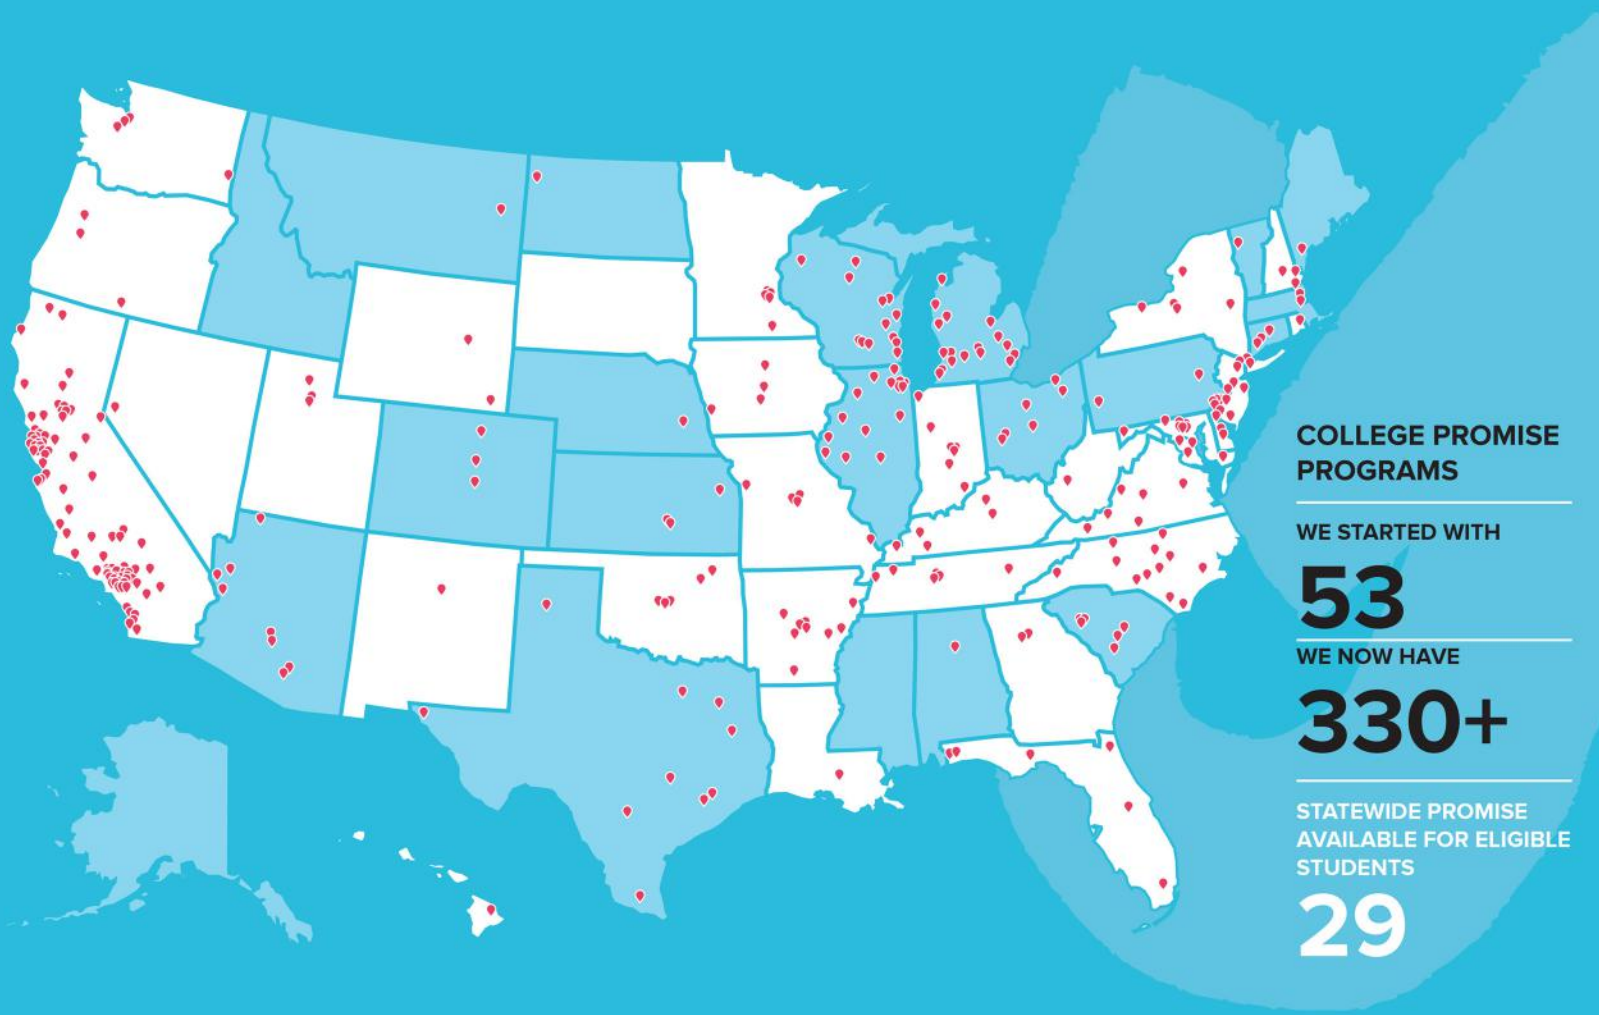 COLLEGE PROMISE
PROGRAMS
WE STARTED WITH
53
WE NOW HAVE
330+
STATEWIDE PROMISE
AVAILABLE FOR ELIGIBLE
STUDENTS
29